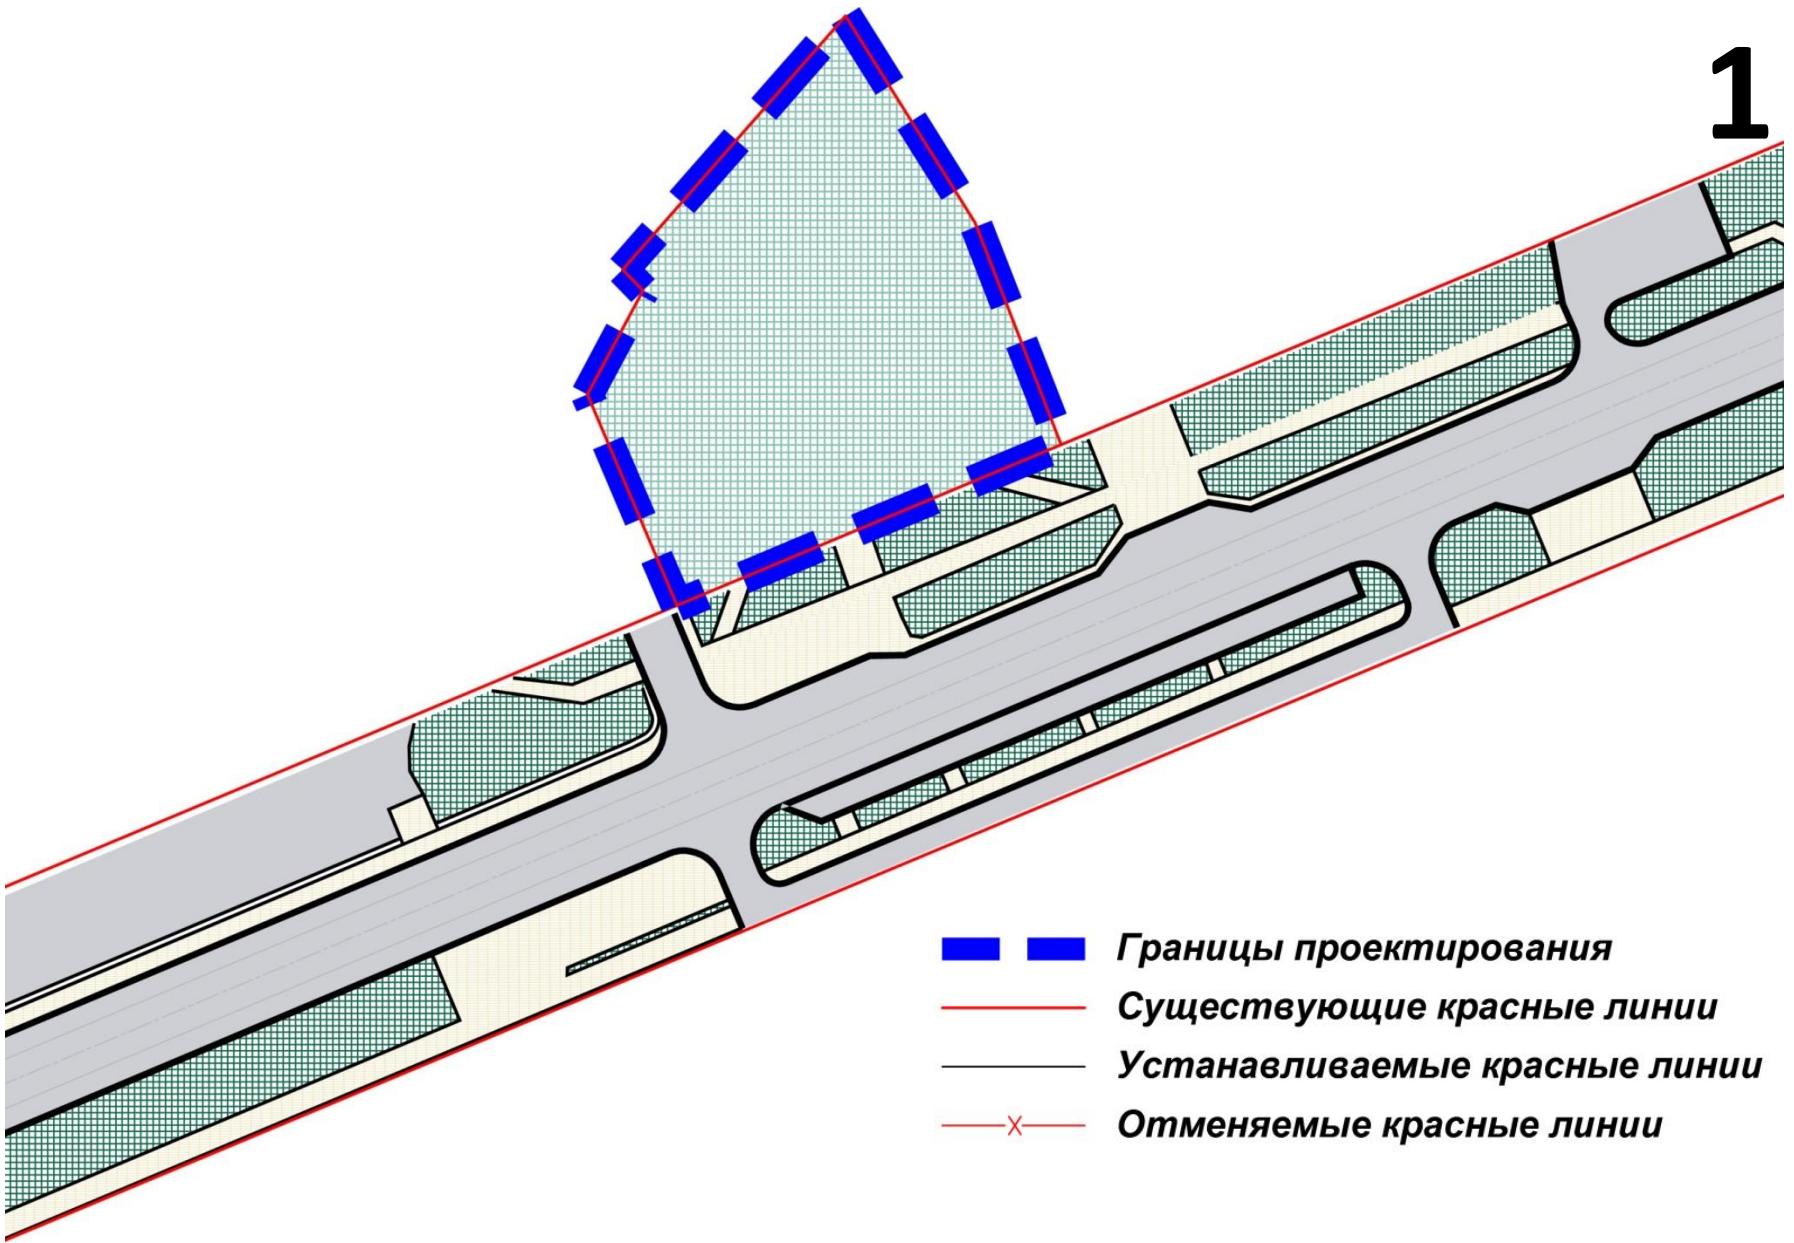 1
Границы проектирования
Существующие красные линии
Устанавливаемые красные линии
Отменяемые красные линии